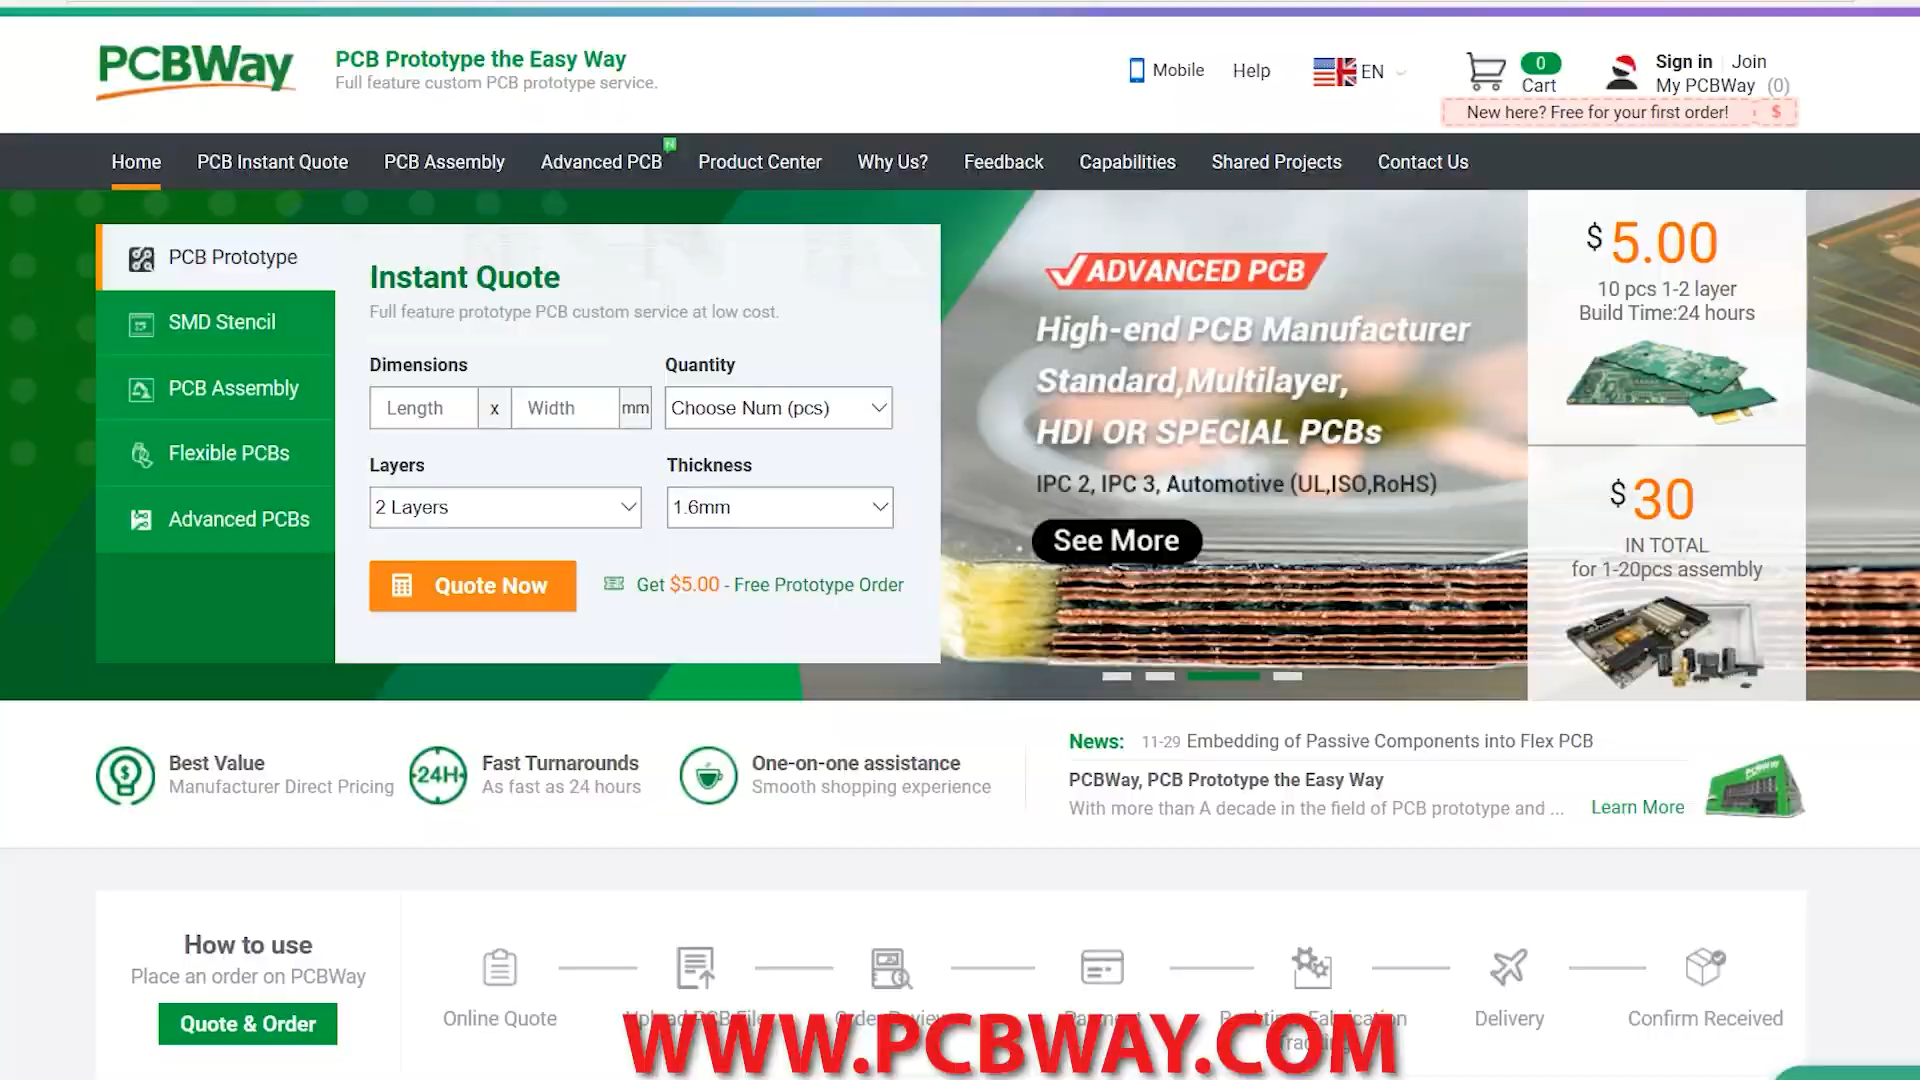 PCBWay
PCB Prototype the Easy Way
Full feature custom PCB prototype service.
Mobile
Help
EN
0
Cart
Sign in
Join
My PCBWay (0)
New here? Free for your first order! $
Home
PCB Instant Quote
PCB Assembly
Advanced PCB
N
Product Center
Why Us?
Feedback
Capabilities
Shared Projects
Contact Us
PCB Prototype
SMD Stencil
PCB Assembly
Flexible PCBs
Advanced PCBs
Instant Quote
Full feature prototype PCB custom service at low cost.
Dimensions
Length x Width mm
Quantity
Choose Num (pcs)
Layers
2 Layers
Thickness
1.6mm
Quote Now
Get $5.00 - Free Prototype Order
ADVANCED PCB
High-end PCB Manufacturer
Standard,Multilayer,
HDI OR SPECIAL PCBs
IPC 2, IPC 3, Automotive (UL,ISO,RoHS)
See More
$ 5.00
10 pcs 1-2 layer
Build Time:24 hours
$ 30
IN TOTAL
for 1-20pcs assembly
Best Value
Manufacturer Direct Pricing
24H
Fast Turnarounds
As fast as 24 hours
One-on-one assistance
Smooth shopping experience
News: 11-29 Embedding of Passive Components into Flex PCB
PCBWay, PCB Prototype the Easy Way
With more than A decade in the field of PCB prototype and ... Learn More
How to use
Place an order on PCBWay
Quote & Order
Online Quote
Delivery
Confirm Received
WWW.PCBWAY.COM